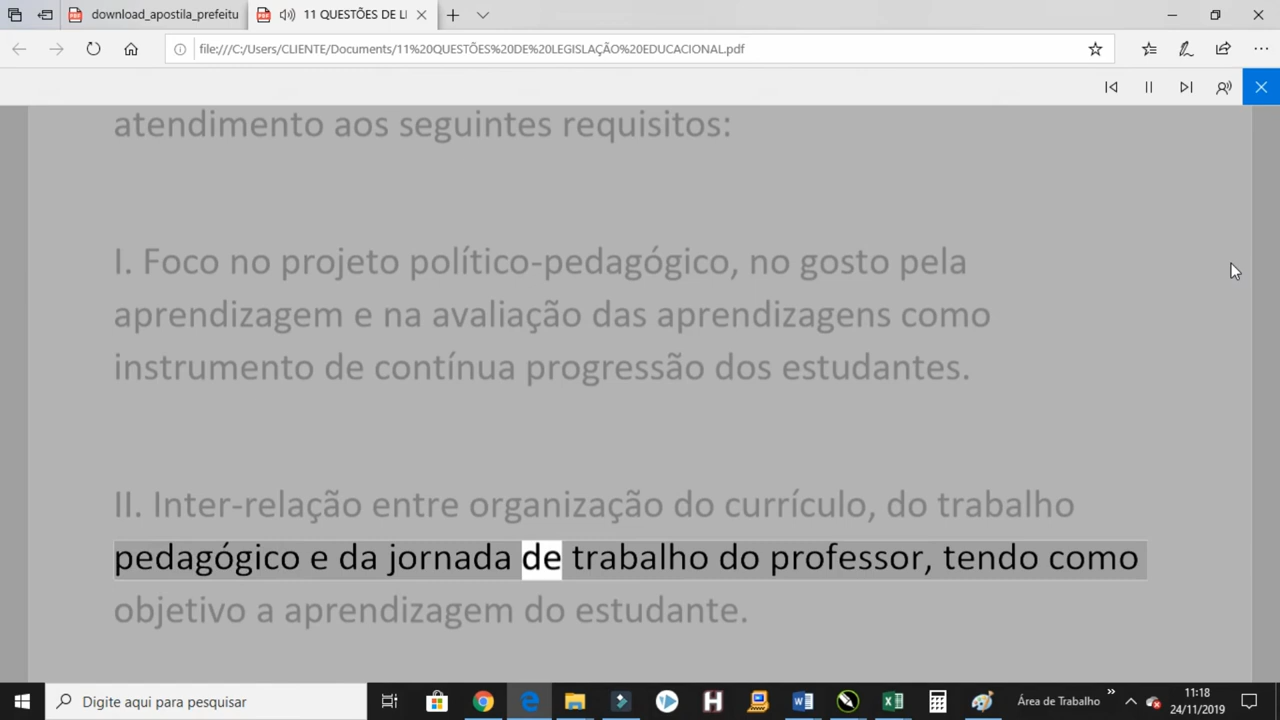 download_apostila_prefeitu
11 QUESTÕES DE LI
file:///C:/Users/CLIENTE/Documents/11%20QUESTÕES%20DE%20LEGISLAÇÃO%20EDUCACIONAL.pdf
atendimento aos seguintes requisitos:
I. Foco no projeto político-pedagógico, no gosto pela
aprendizagem e na avaliação das aprendizagens como
instrumento de contínua progressão dos estudantes.
II. Inter-relação entre organização do currículo, do trabalho
pedagógico e da jornada de trabalho do professor, tendo como
objetivo a aprendizagem do estudante.
Digite aqui para pesquisar
Área de Trabalho
11:18
24/11/2019